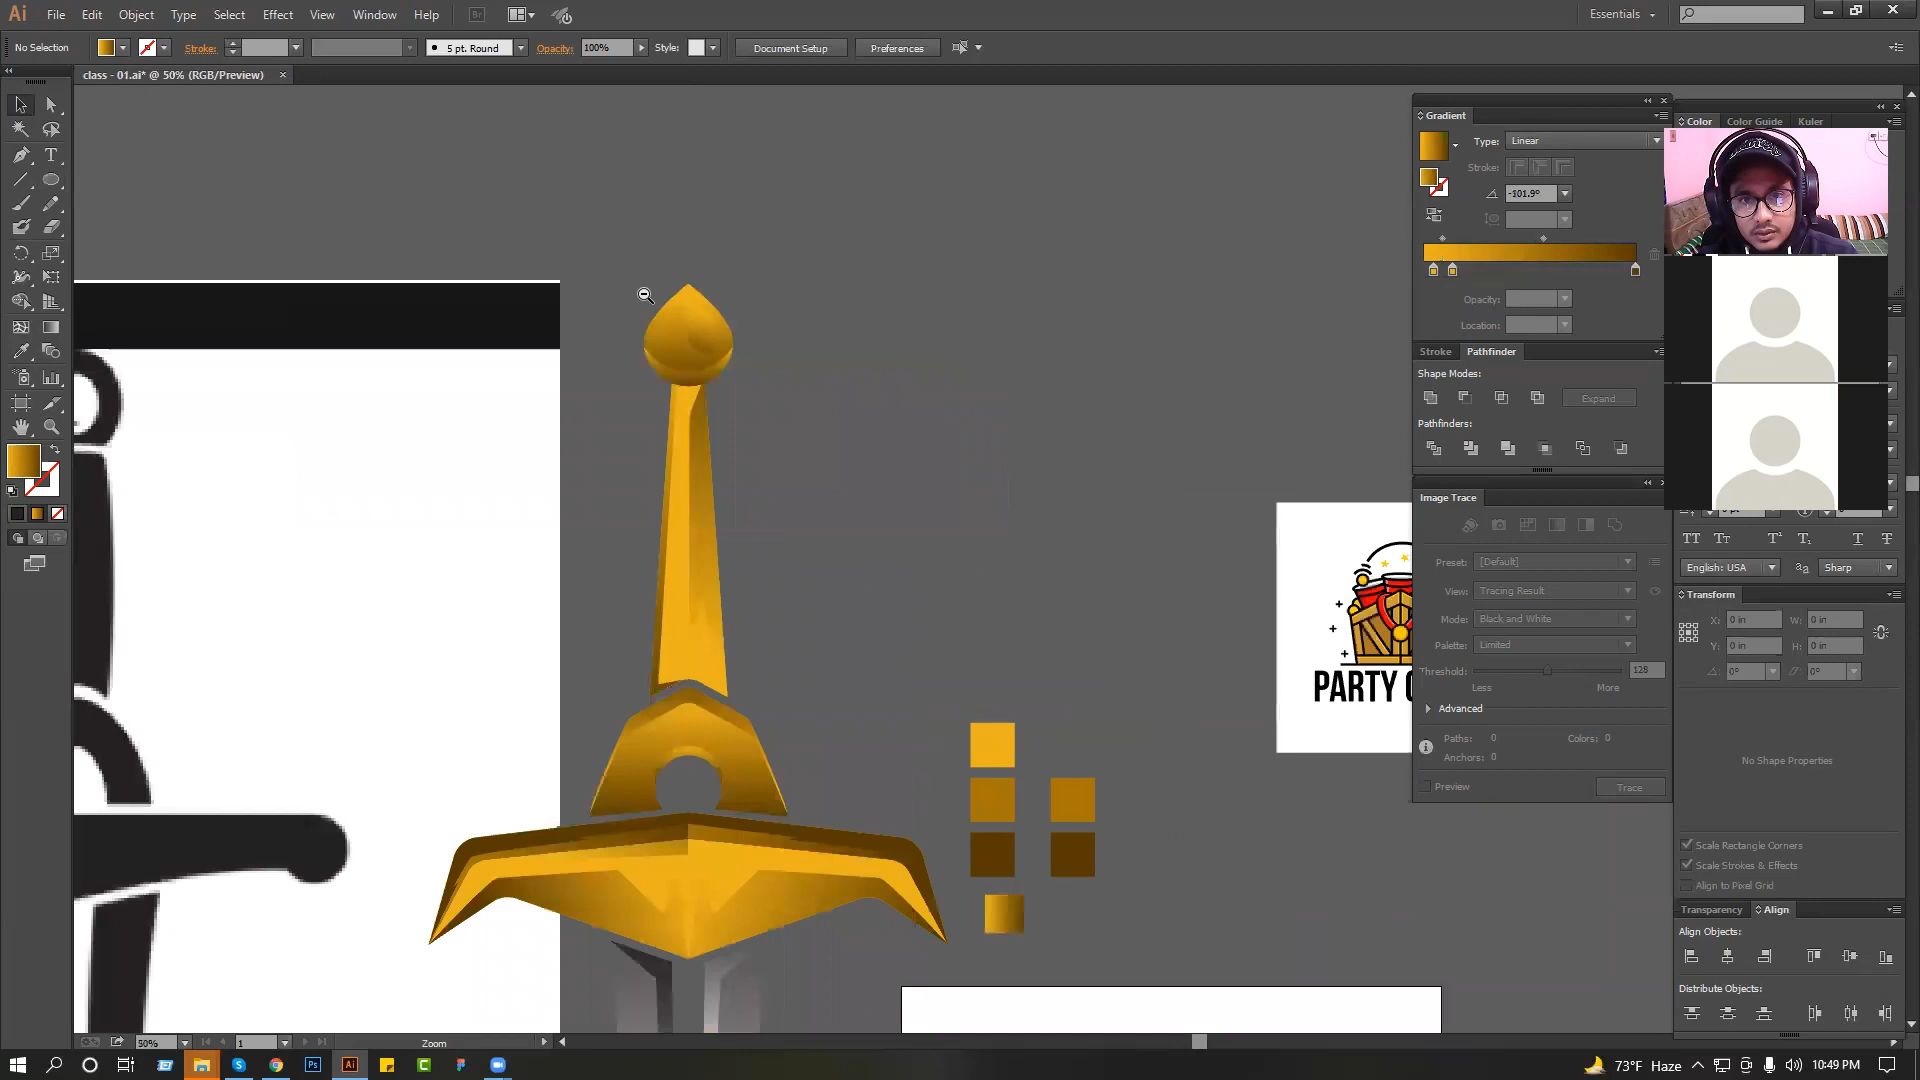 Ai File Edit Object Type Select Effect View Window Help Br Essentials
No Selection Stroke: 5 pt. Round Opacity: 100% Style: Document Setup Preferences
class - 01.ai* @ 50% (RGB/Preview)
Gradient
Type: Linear
Stroke:
-101.9°
Opacity:
Location:
Color Color Guide Kuler
Stroke Pathfinder
Shape Modes:
Expand
Pathfinders:
Image Trace
Preset: [Default]
View: Tracing Result
Mode: Black and White
Palette: Limited
Threshold: 128
Less More
Advanced
Paths: 0 Colors: 0
Anchors: 0
Preview Trace
English: USA Sharp
Transform
X: 0 in W: 0 in
Y: 0 in H: 0 in
0° 0°
No Shape Properties
Scale Rectangle Corners
Scale Strokes & Effects
Align to Pixel Grid
Transparency Align
Align Objects:
Distribute Objects:
PARTY
50% 1 Zoom
73°F Haze 10:49 PM